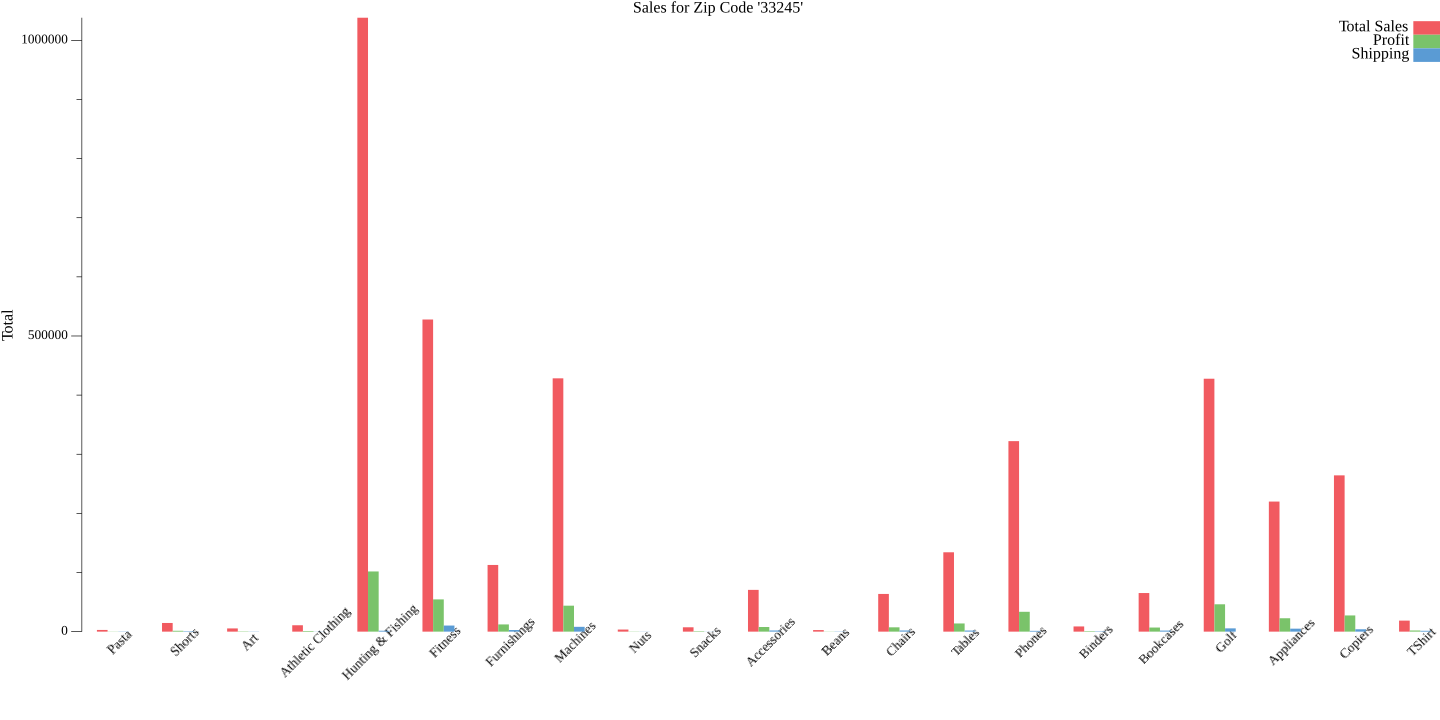 Sales for Zip Code '33245'
Total Sales
Profit
Shipping
Total
1000000
500000
0
Pasta
Shorts
Art
Athletic Clothing
Hunting & Fishing
Fitness
Furnishings
Machines
Nuts
Snacks
Accessories
Beans
Chairs
Tables
Phones
Binders
Bookcases
Golf
Appliances
Copiers
TShirt